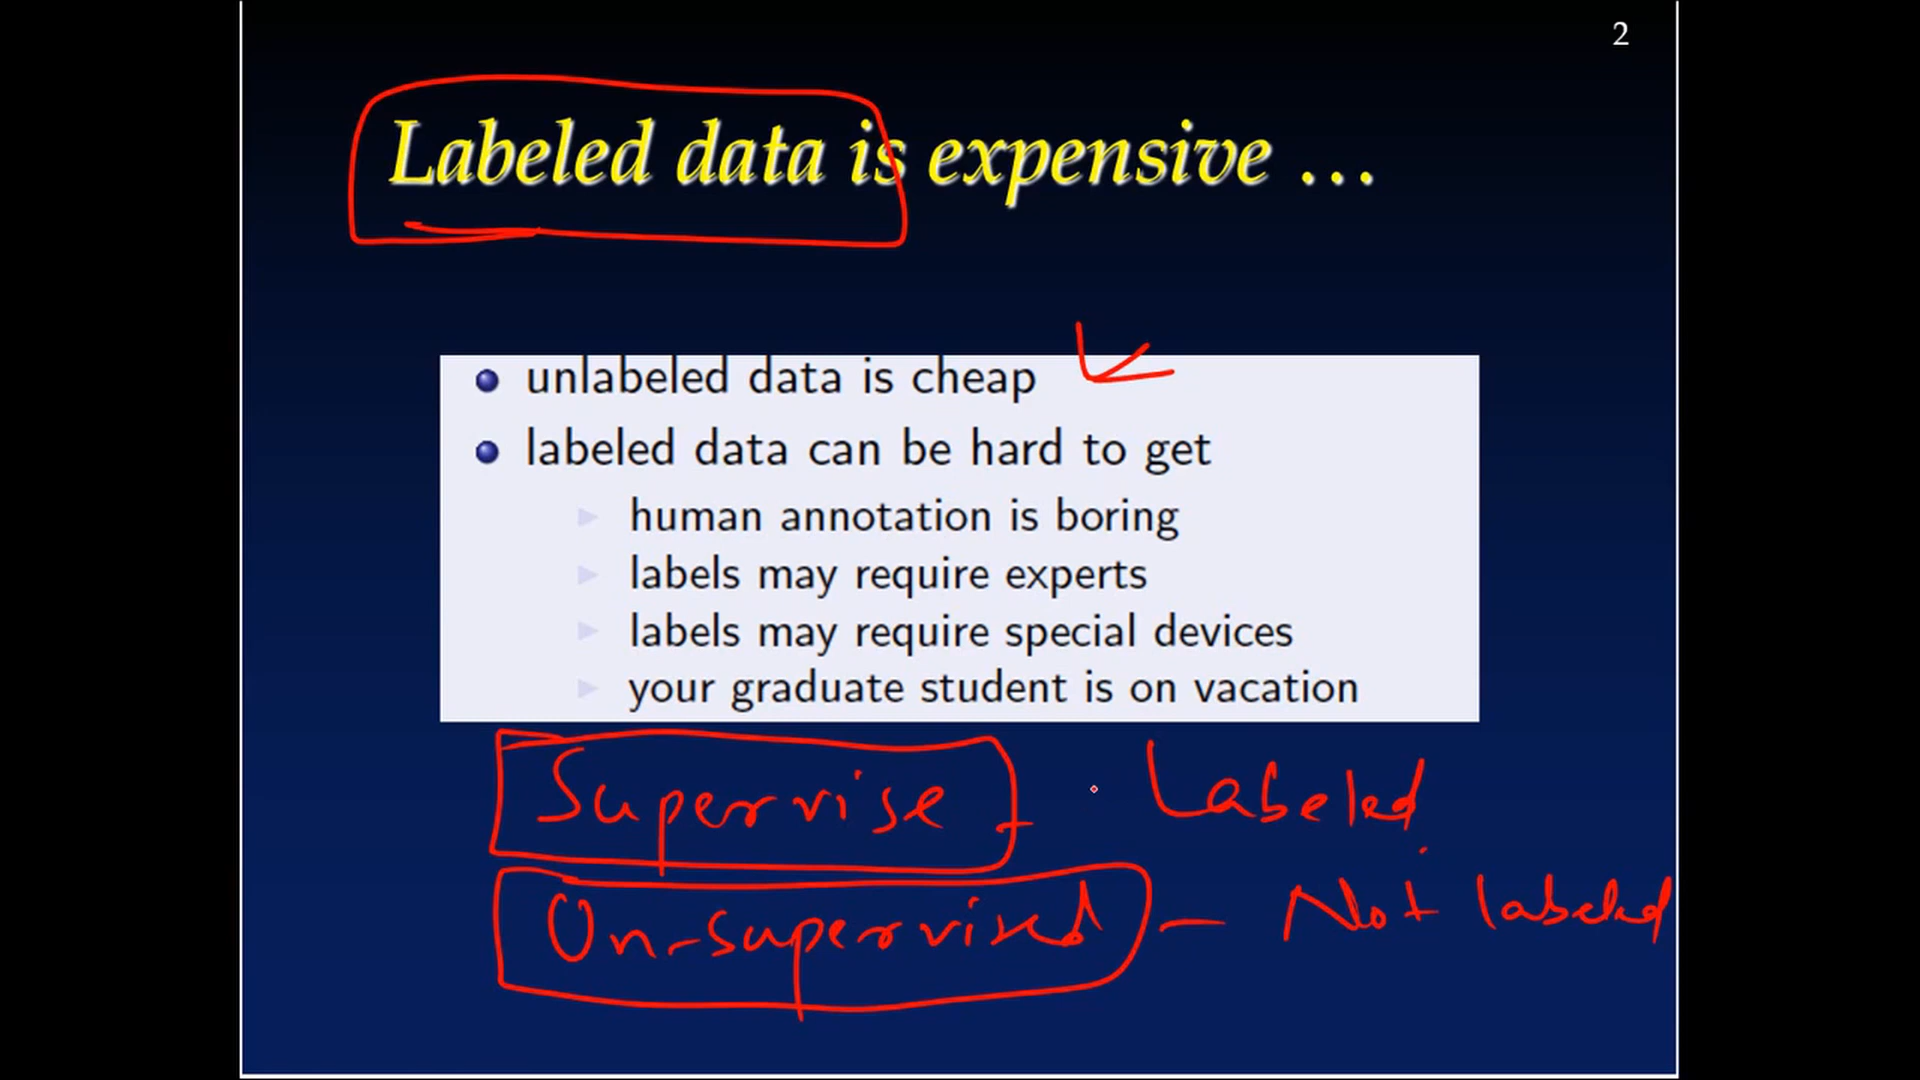 2
Labeled data is expensive ...
unlabeled data is cheap
labeled data can be hard to get
human annotation is boring
labels may require experts
labels may require special devices
your graduate student is on vacation
Supervise - Labeled
Un-supervised - Not labeled